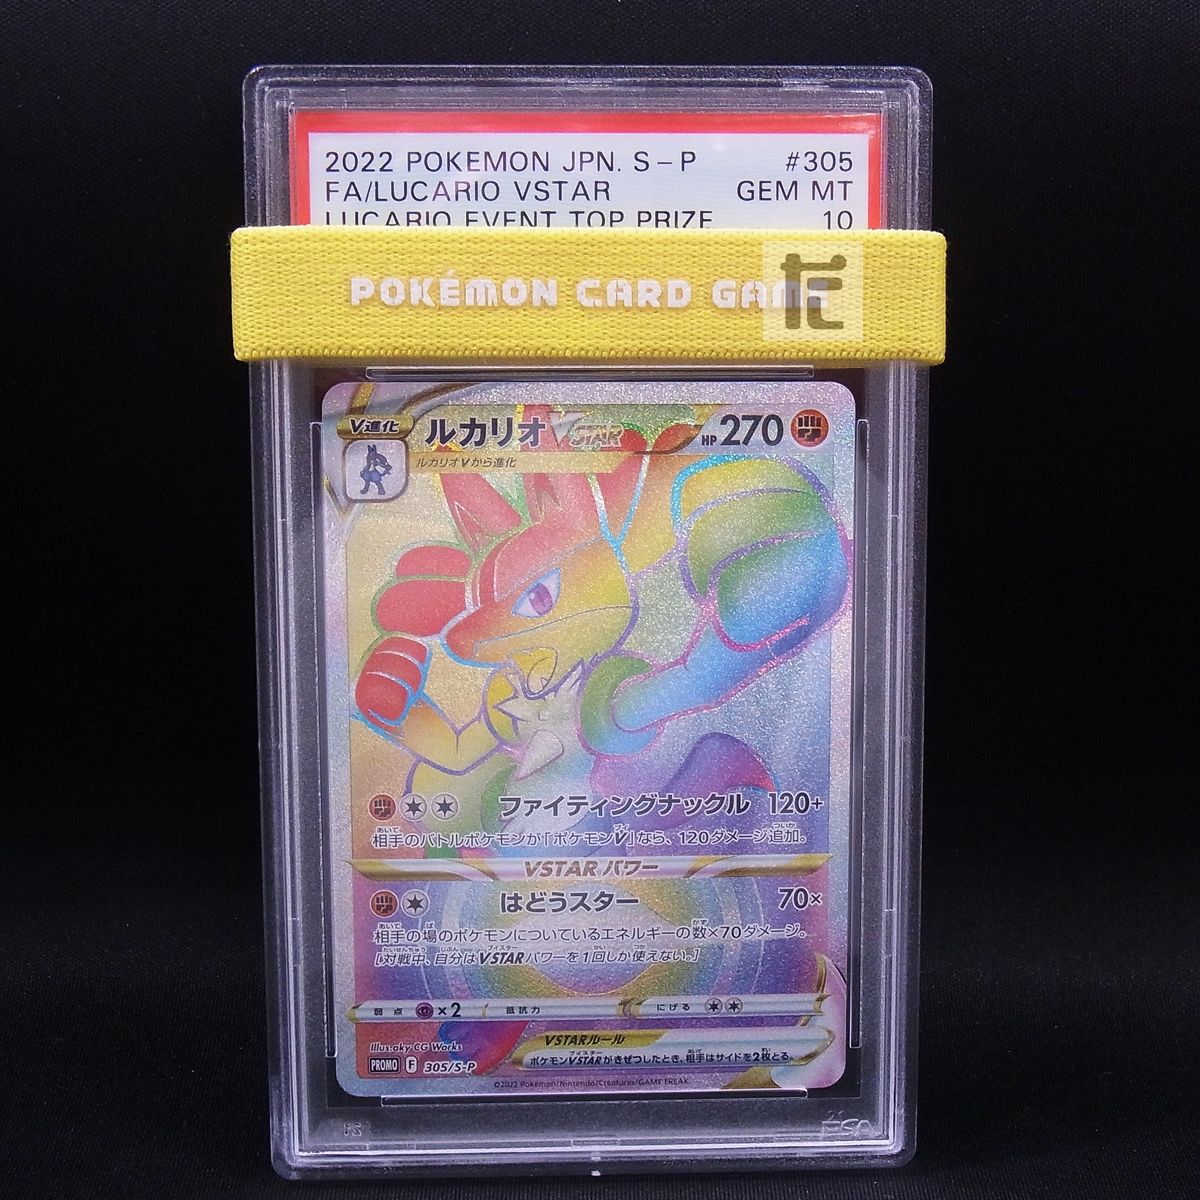 2022 POKEMON JPN. S-P #305
FA/LUCARIO VSTAR GEM MT
LUCARIO EVENT TOP PRIZE 10
POKÉMON CARD GAME
た
V進化
ルカリオVSTAR HP 270
ルカリオVから進化
ファイティングナックル 120+
相手のバトルポケモンが「ポケモンV」なら、120ダメージ追加。
VSTARパワー
はどうスター 70×
相手の場のポケモンについているエネルギーの数×70ダメージ。
[対戦中、自分はVSTARパワーを1回しか使えない。]
弱点 ×2 抵抗力 にげる
Illus. aky CG Works
VSTARルール
ポケモンVSTARがきぜつしたとき、相手はサイドを2枚とる。
PROMO F 305/S-P
©2022 Pokémon/Nintendo/Creatures/GAME FREAK
PSA